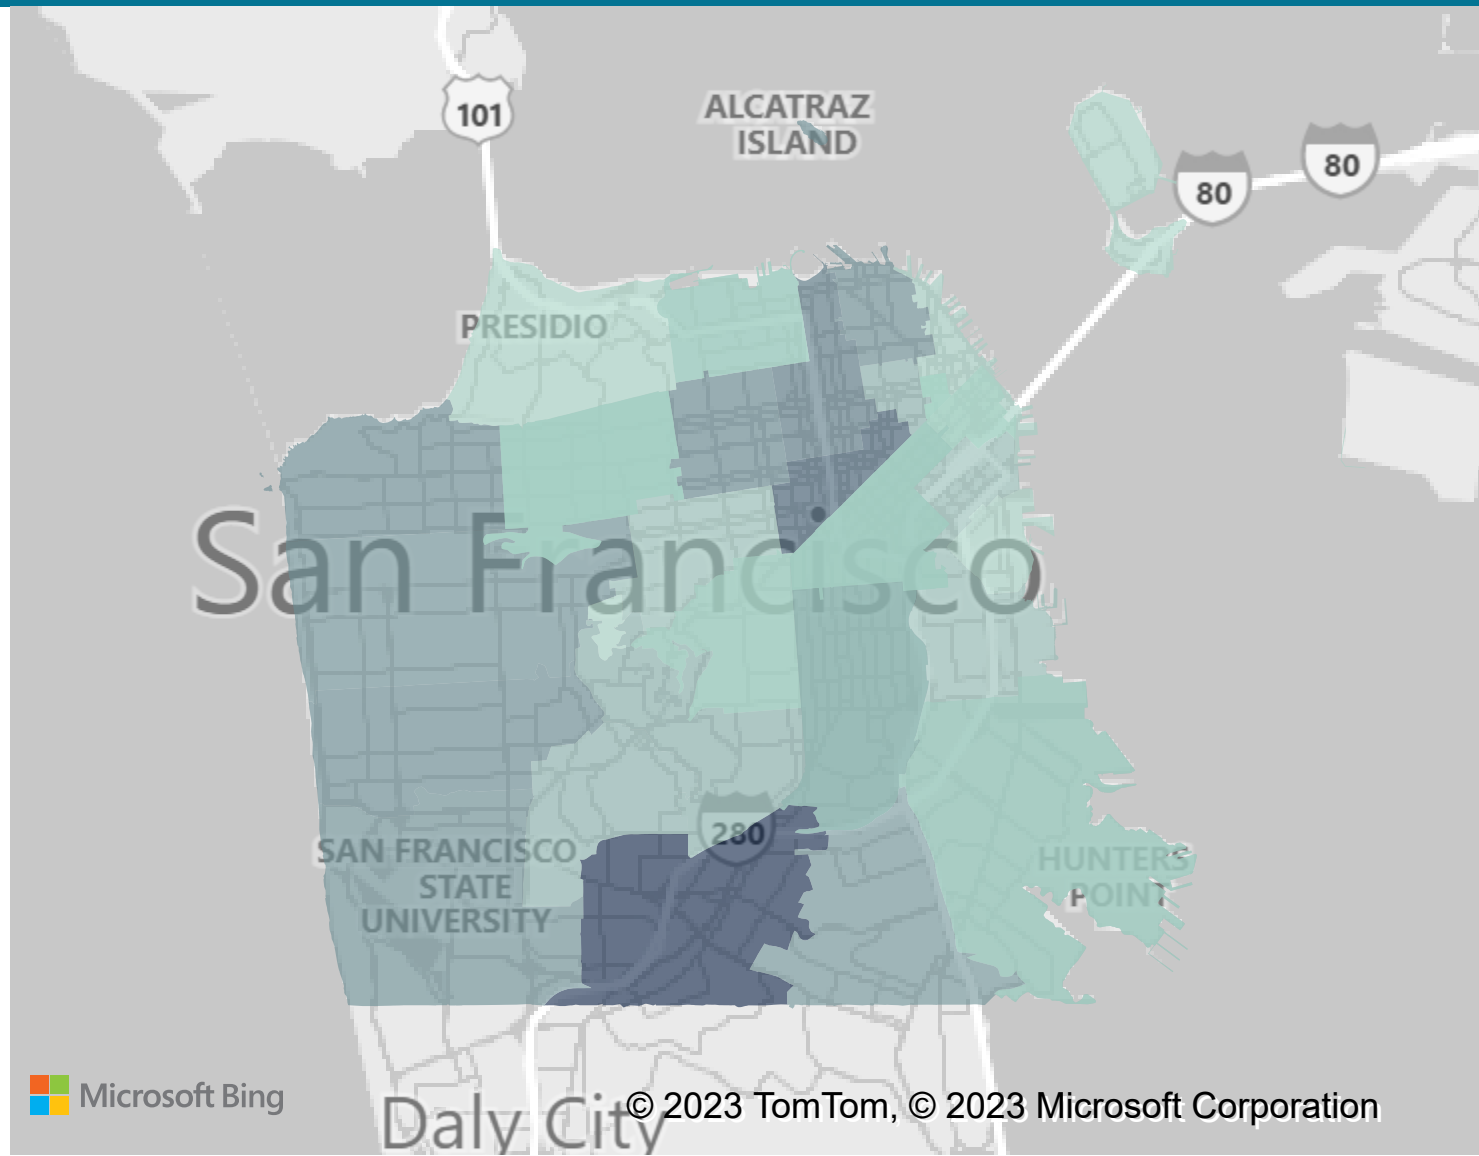 101
ALCATRAZ
ISLAND
80
80
PRESIDIO
San Francisco
280
SAN FRANCISCO
STATE
UNIVERSITY
HUNTERS
POINT
Microsoft Bing
Daly City
© 2023 TomTom, © 2023 Microsoft Corporation